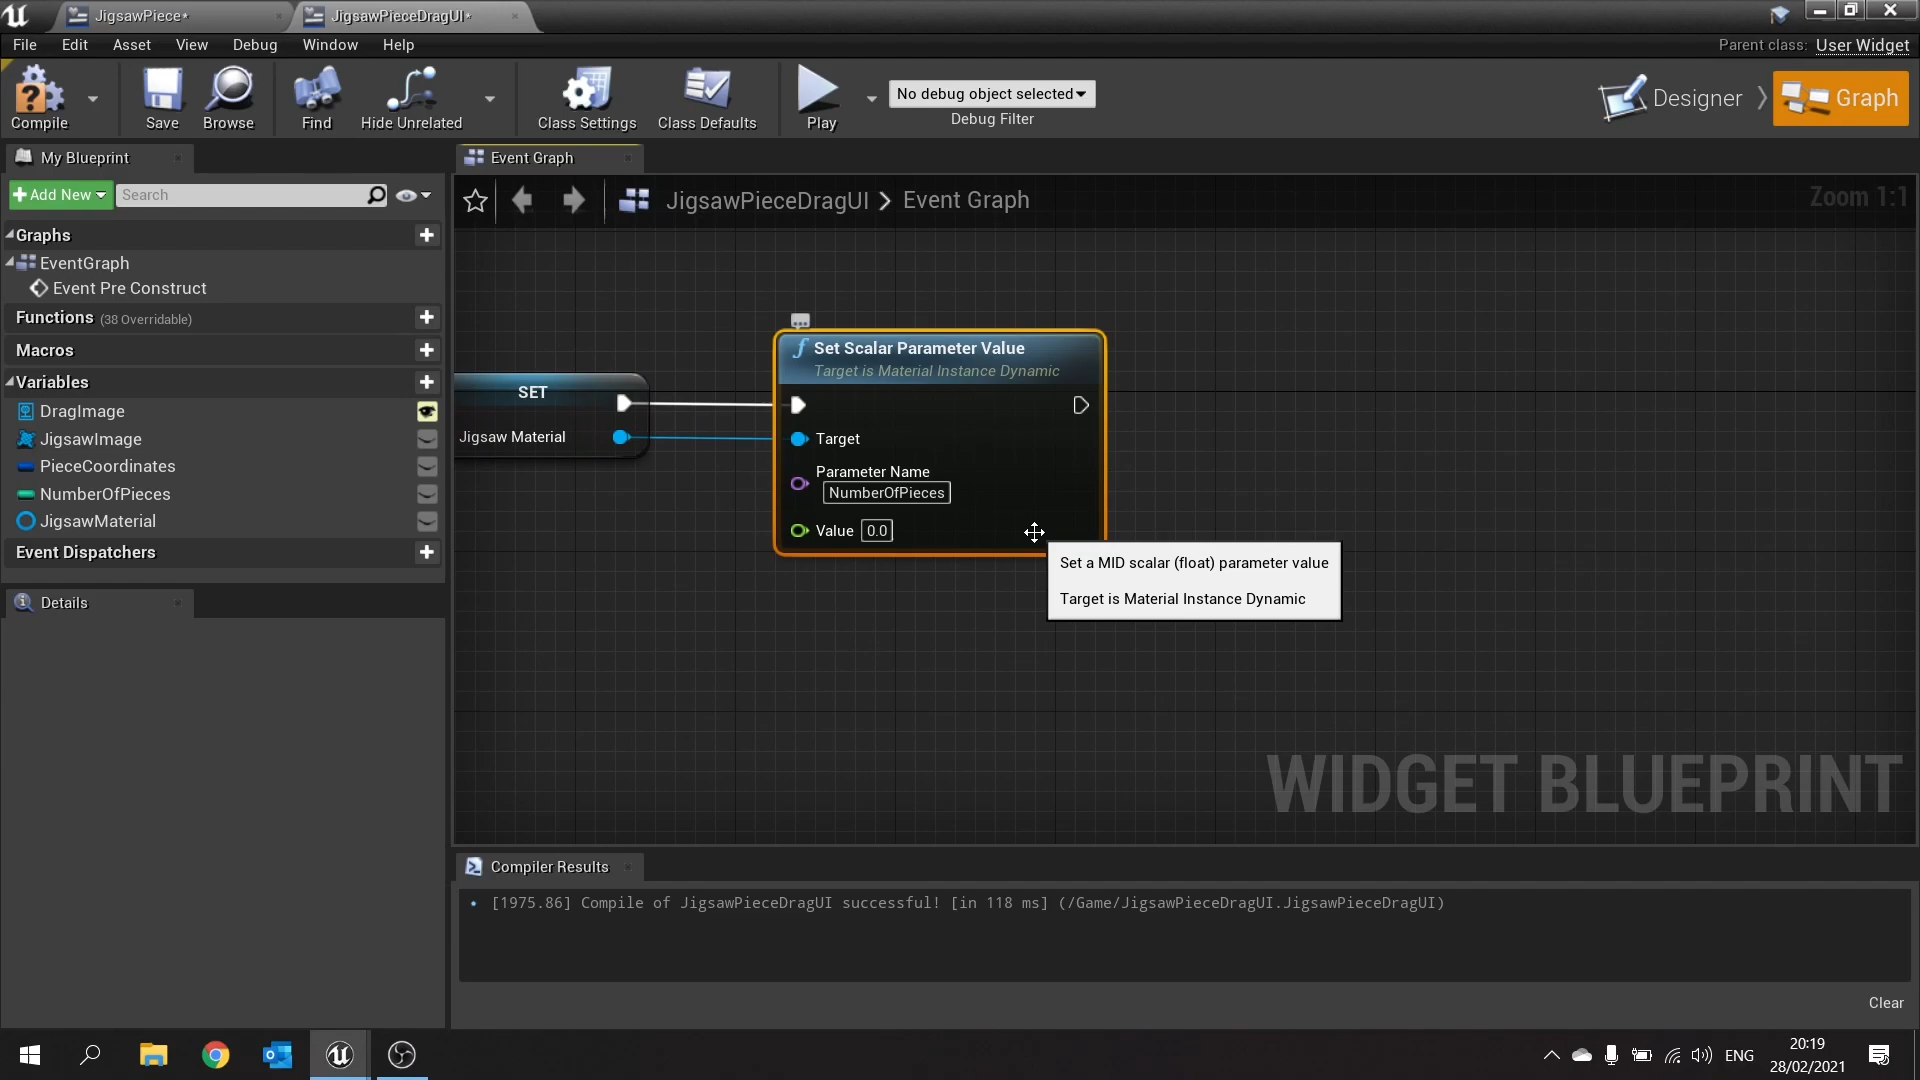 JigsawPiece*
JigsawPieceDragUI*
File Edit Asset View Debug Window Help
Parent class: User Widget
Compile
Save
Browse
Find
Hide Unrelated
Class Settings
Class Defaults
Play
No debug object selected
Debug Filter
Designer
Graph
My Blueprint
Add New
Search
Graphs
EventGraph
Event Pre Construct
Functions (38 Overridable)
Macros
Variables
DragImage
JigsawImage
PieceCoordinates
NumberOfPieces
JigsawMaterial
Event Dispatchers
Details
Event Graph
JigsawPieceDragUI > Event Graph
Zoom 1:1
SET
Jigsaw Material
Set Scalar Parameter Value
Target is Material Instance Dynamic
Target
Parameter Name
NumberOfPieces
Value 0.0
Set a MID scalar (float) parameter value
Target is Material Instance Dynamic
WIDGET BLUEPRINT
Compiler Results
[1975.86] Compile of JigsawPieceDragUI successful! [in 118 ms] (/Game/JigsawPieceDragUI.JigsawPieceDragUI)
Clear
ENG
20:19
28/02/2021